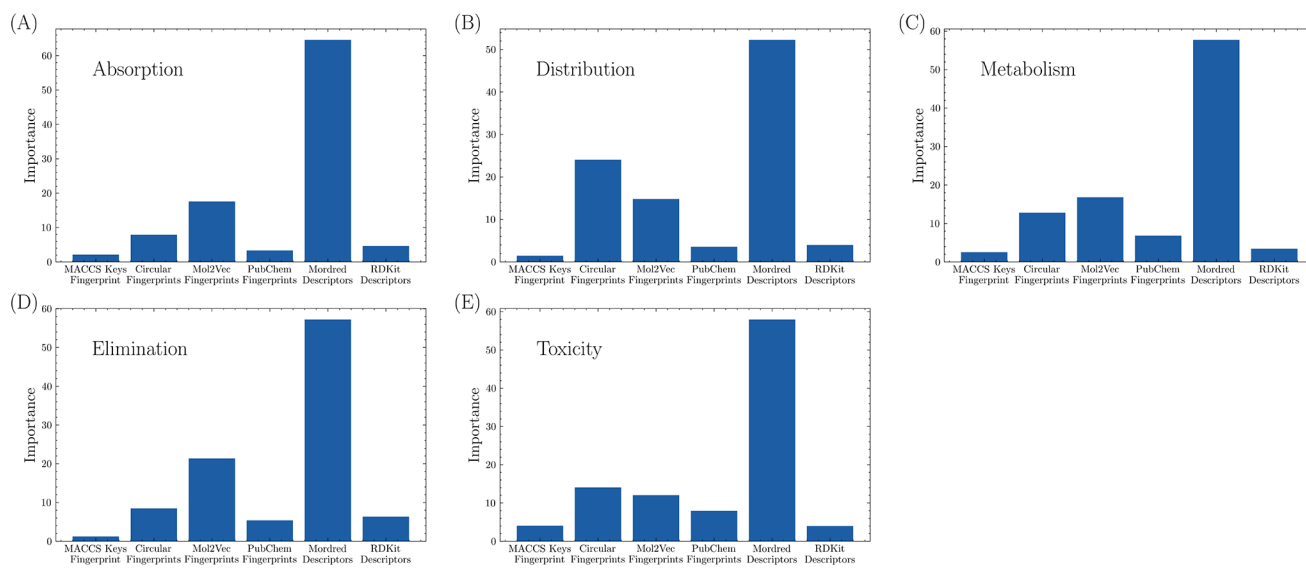 (A)
Absorption
Importance
60
50
40
30
20
10
0
MACCS Keys Circular Mol2Vec PubChem Mordred RDKit
Fingerprint Fingerprints Fingerprints Fingerprints Descriptors Descriptors
(B)
Distribution
Importance
50
40
30
20
10
0
MACCS Keys Circular Mol2Vec PubChem Mordred RDKit
Fingerprint Fingerprints Fingerprints Fingerprints Descriptors Descriptors
(C)
Metabolism
Importance
60
50
40
30
20
10
0
MACCS Keys Circular Mol2Vec PubChem Mordred RDKit
Fingerprint Fingerprints Fingerprints Fingerprints Descriptors Descriptors
(D)
Elimination
Importance
60
50
40
30
20
10
0
MACCS Keys Circular Mol2Vec PubChem Mordred RDKit
Fingerprint Fingerprints Fingerprints Fingerprints Descriptors Descriptors
(E)
Toxicity
Importance
60
50
40
30
20
10
0
MACCS Keys Circular Mol2Vec PubChem Mordred RDKit
Fingerprint Fingerprints Fingerprints Fingerprints Descriptors Descriptors